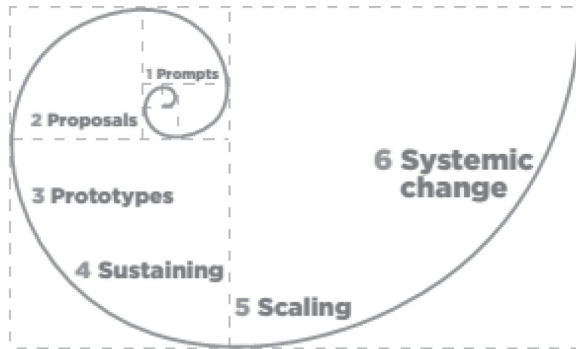 1 Prompts
2 Proposals
3 Prototypes
4 Sustaining
5 Scaling
6 Systemic
change